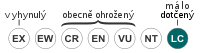 málo
vyhynulý obecně ohrožený dotčený
EX EW CR EN VU NT LC